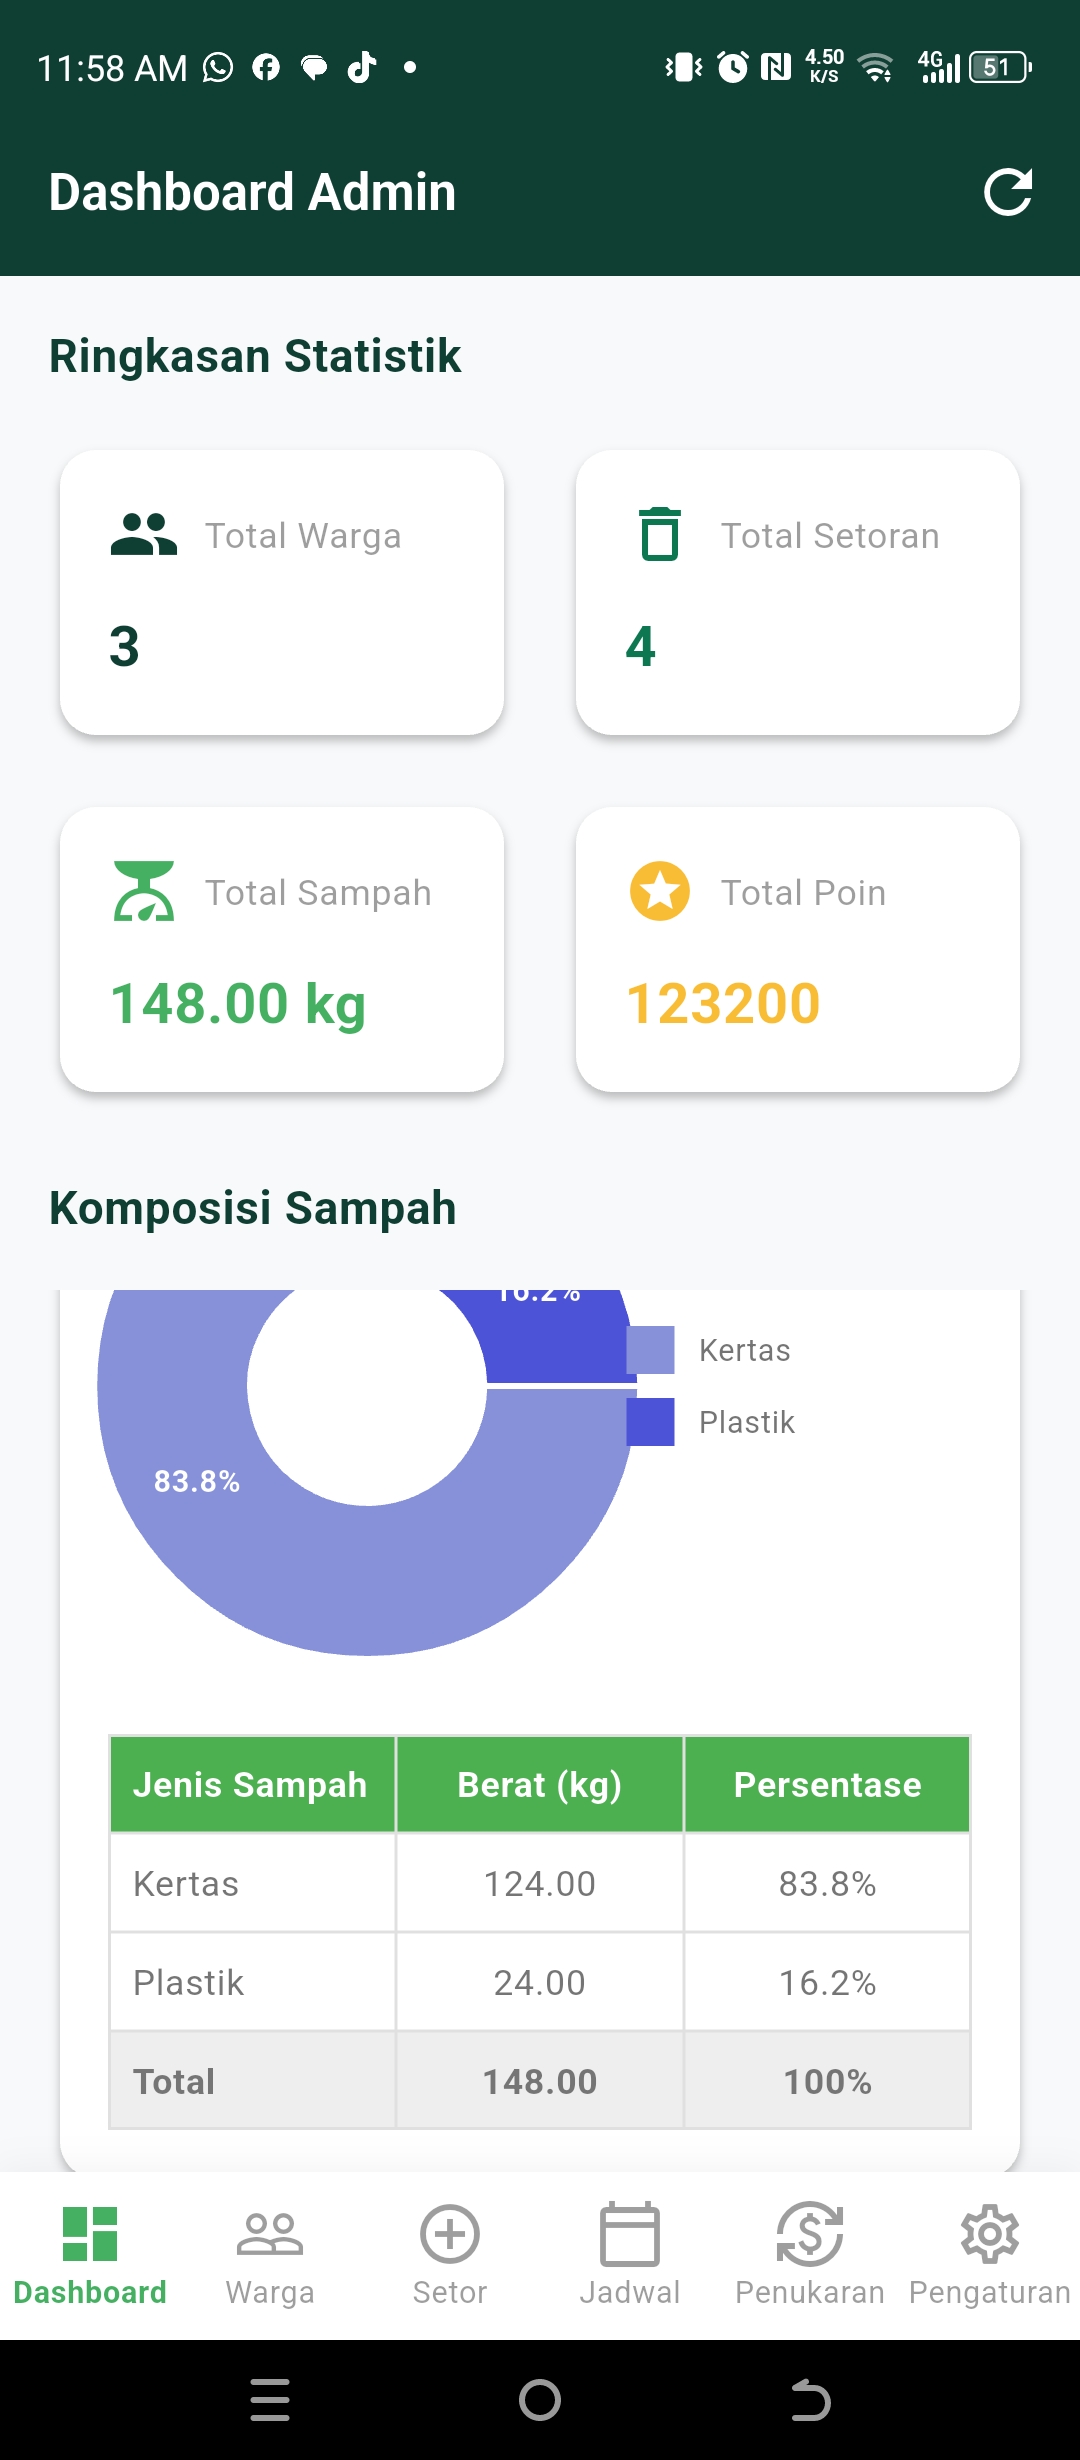 11:58 AM 4.50 K/S 4G 51
Dashboard Admin
Ringkasan Statistik
Total Warga
3
Total Setoran
4
Total Sampah
148.00 kg
Total Poin
123200
Komposisi Sampah
16.2%
Kertas
Plastik
83.8%
Jenis Sampah Berat (kg) Persentase
Kertas 124.00 83.8%
Plastik 24.00 16.2%
Total 148.00 100%
Dashboard Warga Setor Jadwal Penukaran Pengaturan